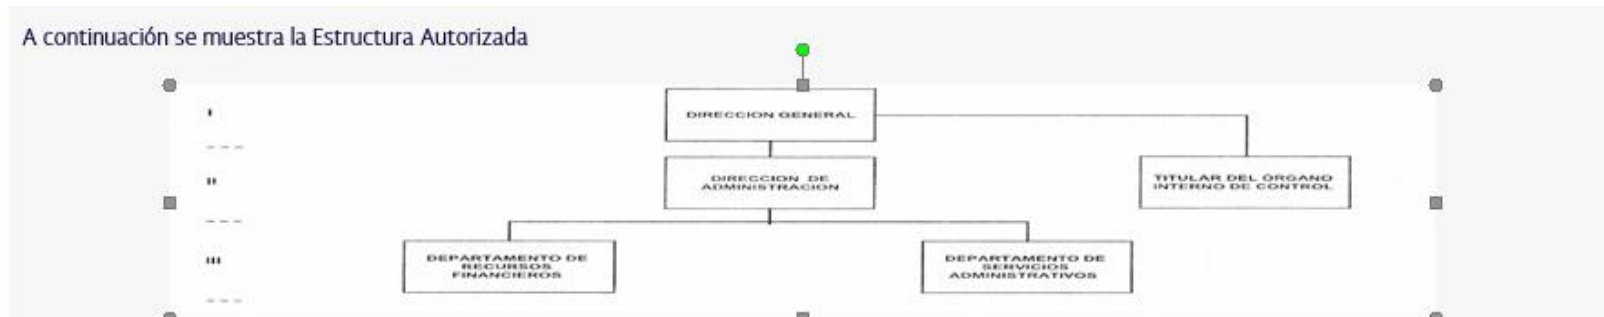 A continuación se muestra la Estructura Autorizada
I
DIRECCION GENERAL
II
DIRECCION DE
ADMINISTRACION
TITULAR DEL ÓRGANO
INTERNO DE CONTROL
III
DEPARTAMENTO DE
RECURSOS
FINANCIEROS
DEPARTAMENTO DE
SERVICIOS
ADMINISTRATIVOS